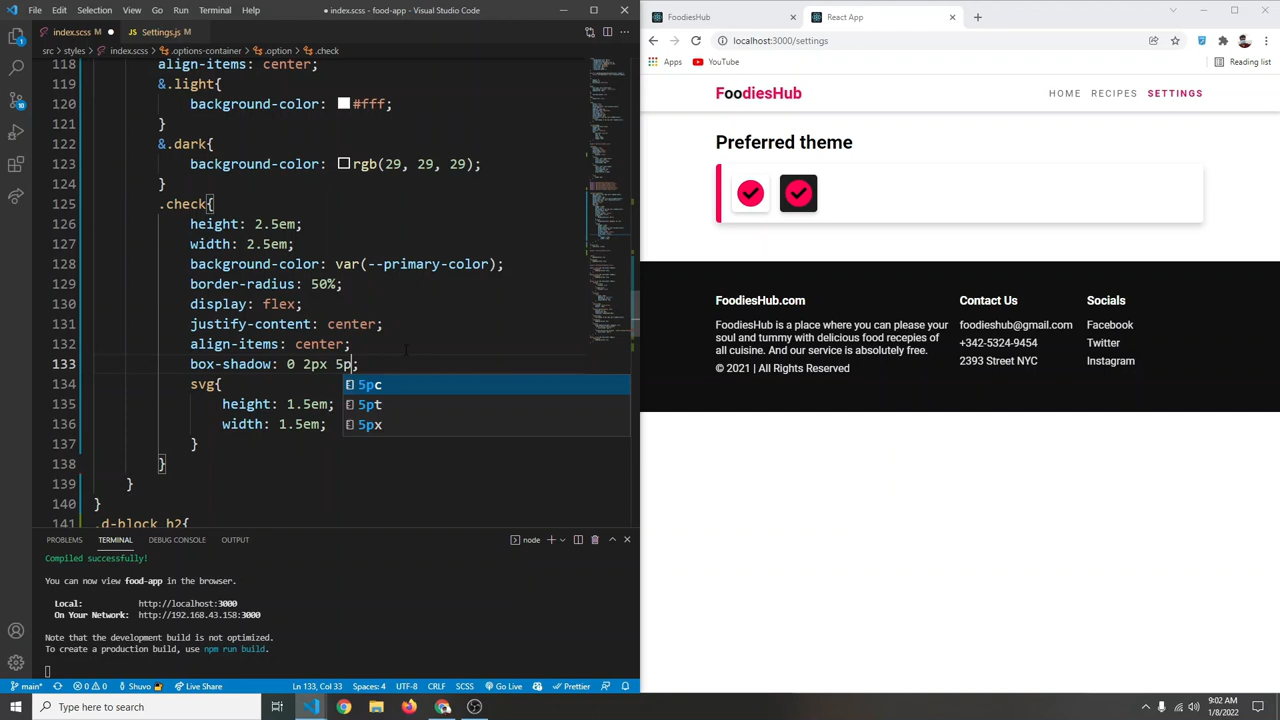 File Edit Selection View Go Run Terminal Help ● index.scss - food-app - Visual Studio Code
index.scss M ● Settings.js M
src > styles > index.scss > .options-container > .option > .check
118 align-items: center;
119 &.light{
120 background-color: #fff;
121 }
122 &.dark{
123 background-color: rgb(29, 29, 29);
124 }
125 .check{
126 height: 2.5em;
127 width: 2.5em;
128 background-color: var(--primary-color);
129 border-radius: 50%;
130 display: flex;
131 justify-content: center;
132 align-items: center;
133 box-shadow: 0 2px 5p;
134 svg{
5pc
135 height: 1.5em;
5pt
136 width: 1.5em;
5px
137 }
138 }
139 }
140 }
141 .d-block h2{
PROBLEMS TERMINAL DEBUG CONSOLE OUTPUT
node
Compiled successfully!
You can now view food-app in the browser.
Local: http://localhost:3000
On Your Network: http://192.168.43.158:3000
Note that the development build is not optimized.
To create a production build, use npm run build.
main* 0 0 Shuvo Live Share Ln 133, Col 33 Spaces: 4 UTF-8 CRLF SCSS Go Live Prettier
FoodiesHub React App
localhost:3000/settings
Apps YouTube Reading list
FoodiesHub HOME RECIPES SETTINGS
Preferred theme
FoodiesHub.com
FoodiesHub is a place where you can please your
soul and tummy with delicious food recepies of
all cuisine. And our service is absolutely free.
© 2021 | All Rights Reserved
Contact Us
+342-5324-9454
2393 Street NYC
Socials
Facebook
Twitter
Instagram
Type here to search
9:02 AM
1/8/2022